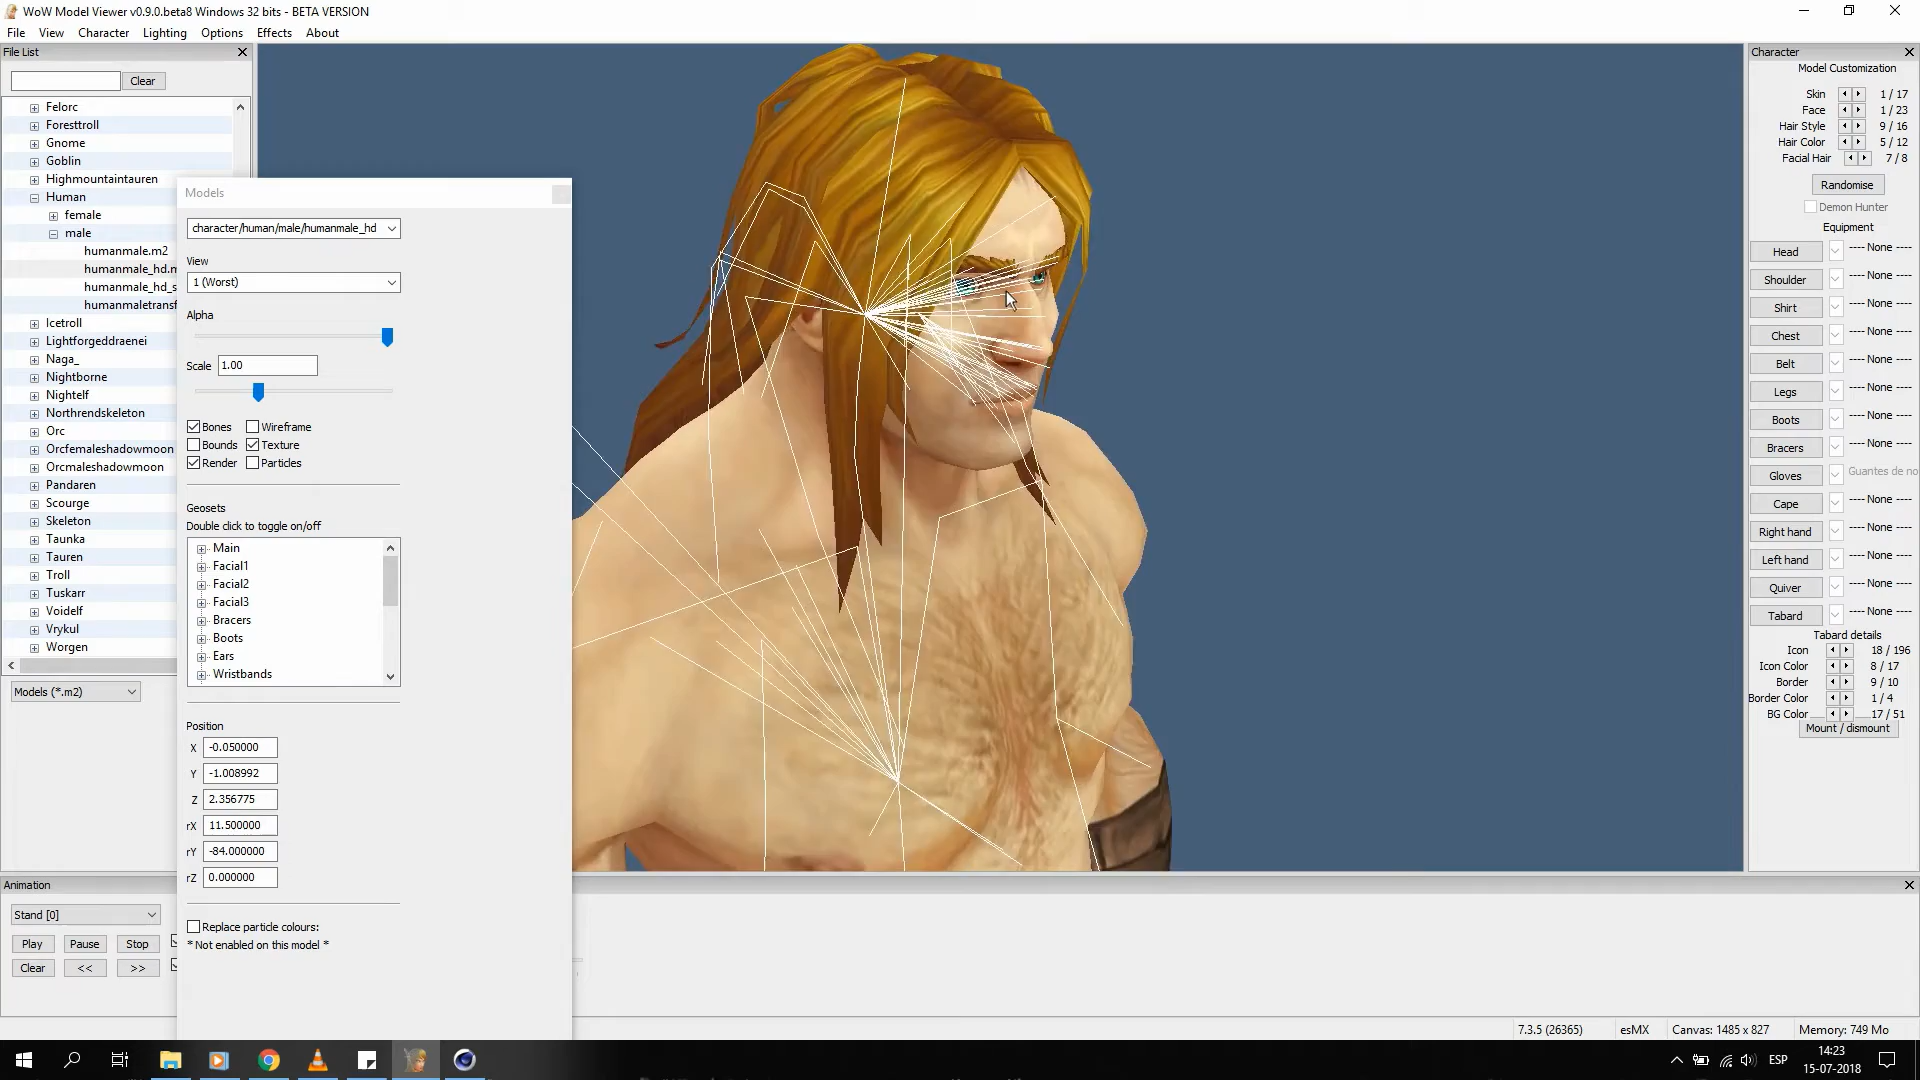 WoW Model Viewer v0.9.0.beta8 Windows 32 bits - BETA VERSION
File View Character Lighting Options Effects About
File List
Clear
Felorc
Foresttroll
Gnome
Goblin
Highmountaintauren
Human
female
male
humanmale.m2
humanmale_hd.m
humanmale_hd_s
humanmaletransf
Icetroll
Lightforgeddraenei
Naga_
Nightborne
Nightelf
Northrendskeleton
Orc
Orcfemaleshadowmoon
Orcmaleshadowmoon
Pandaren
Scourge
Skeleton
Taunka
Tauren
Troll
Tuskarr
Voidelf
Vrykul
Worgen
Models (*.m2)
Models
character/human/male/humanmale_hd
View
1 (Worst)
Alpha
Scale 1.00
Bones Wireframe
Bounds Texture
Render Particles
Geosets
Double click to toggle on/off
Main
Facial1
Facial2
Facial3
Bracers
Boots
Ears
Wristbands
Position
X -0.050000
Y -1.008992
Z 2.356775
rX 11.500000
rY -84.000000
rZ 0.000000
Replace particle colours:
* Not enabled on this model *
Character
Model Customization
Skin 1 / 17
Face 1 / 23
Hair Style 9 / 16
Hair Color 5 / 12
Facial Hair 7 / 8
Randomise
Demon Hunter
Equipment
Head ---- None ----
Shoulder ---- None ----
Shirt ---- None ----
Chest ---- None ----
Belt ---- None ----
Legs ---- None ----
Boots ---- None ----
Bracers ---- None ----
Gloves Guantes de no
Cape ---- None ----
Right hand ---- None ----
Left hand ---- None ----
Quiver ---- None ----
Tabard ---- None ----
Tabard details
Icon 18 / 196
Icon Color 8 / 17
Border 9 / 10
Border Color 1 / 4
BG Color 17 / 51
Mount / dismount
Animation
Stand [0]
Play Pause Stop
Clear << >>
7.3.5 (26365) esMX Canvas: 1485 x 827 Memory: 749 Mo
ESP
14:23
15-07-2018